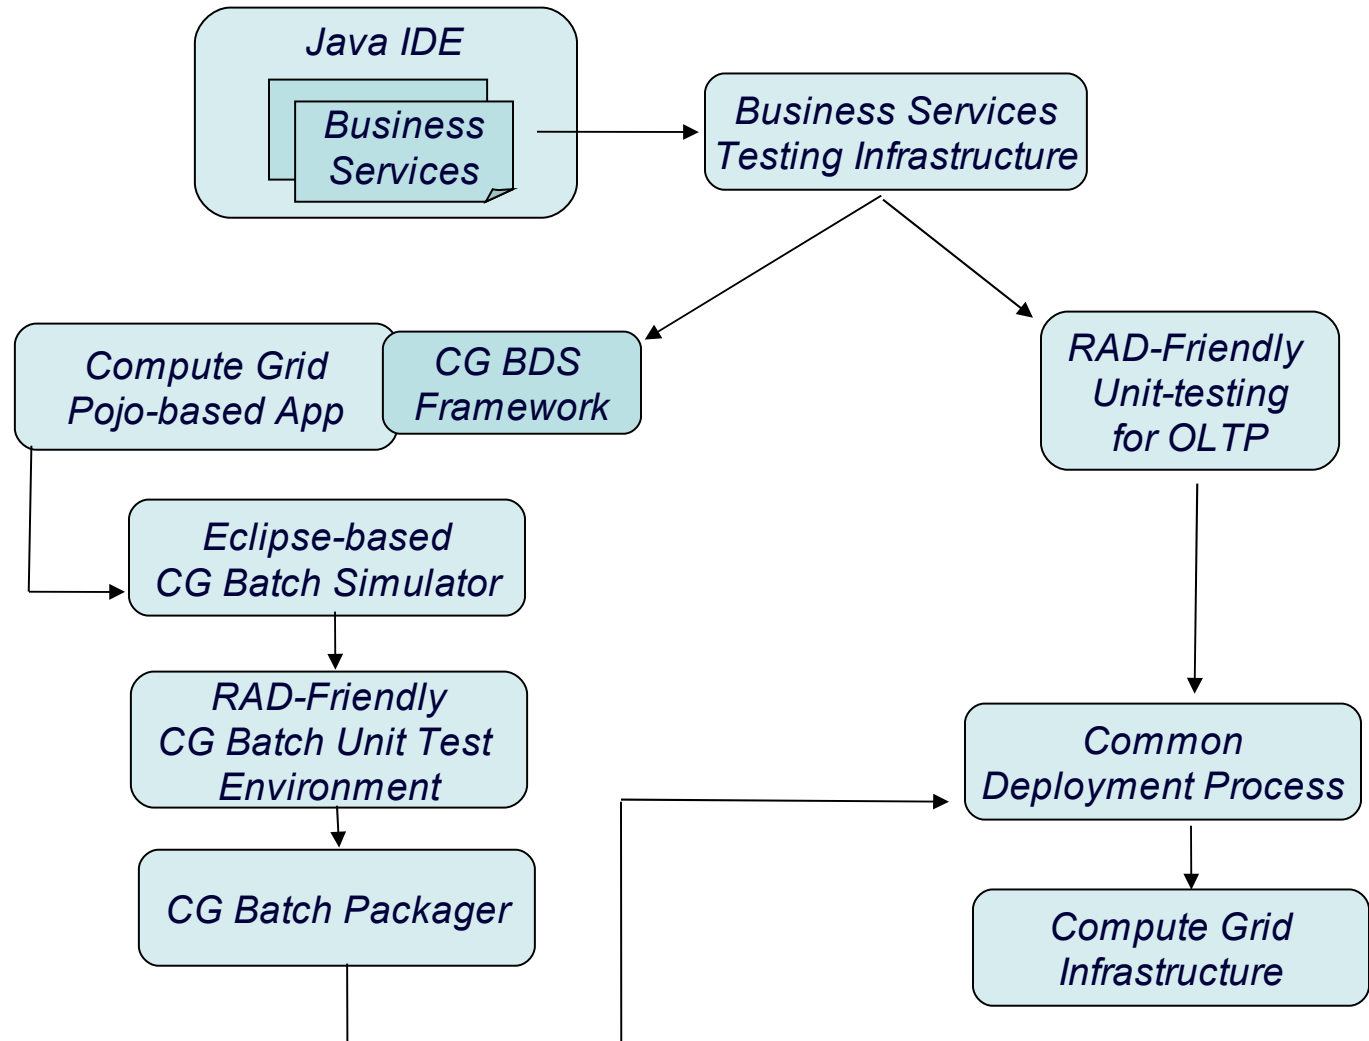 Java IDE
Business
Services
Business Services
Testing Infrastructure
Compute Grid
Pojo-based App
CG BDS
Framework
RAD-Friendly
Unit-testing
for OLTP
Eclipse-based
CG Batch Simulator
RAD-Friendly
CG Batch Unit Test
Environment
Common
Deployment Process
CG Batch Packager
Compute Grid
Infrastructure